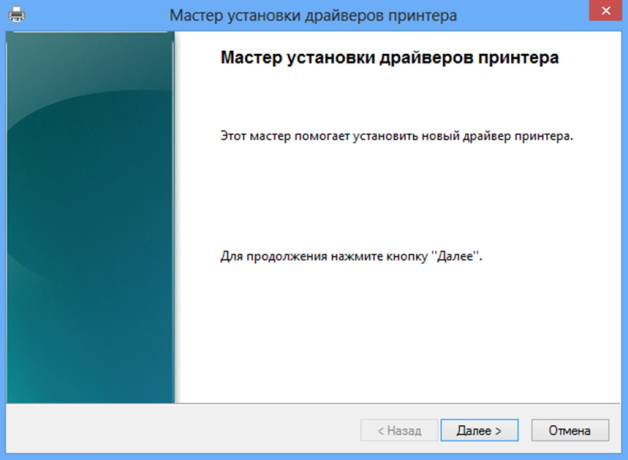 Мастер установки драйверов принтера
Мастер установки драйверов принтера
Этот мастер помогает установить новый драйвер принтера.
Для продолжения нажмите кнопку "Далее".
< Назад Далее > Отмена